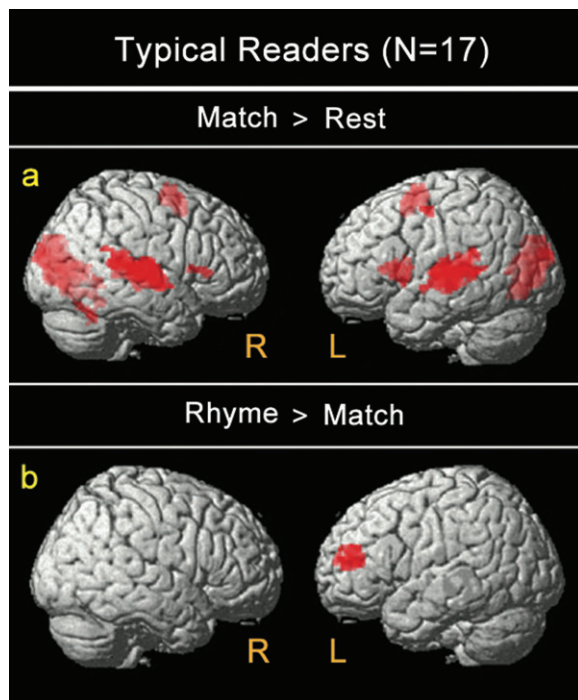 Typical Readers (N=17)
Match > Rest
a
R L
Rhyme > Match
b
R L